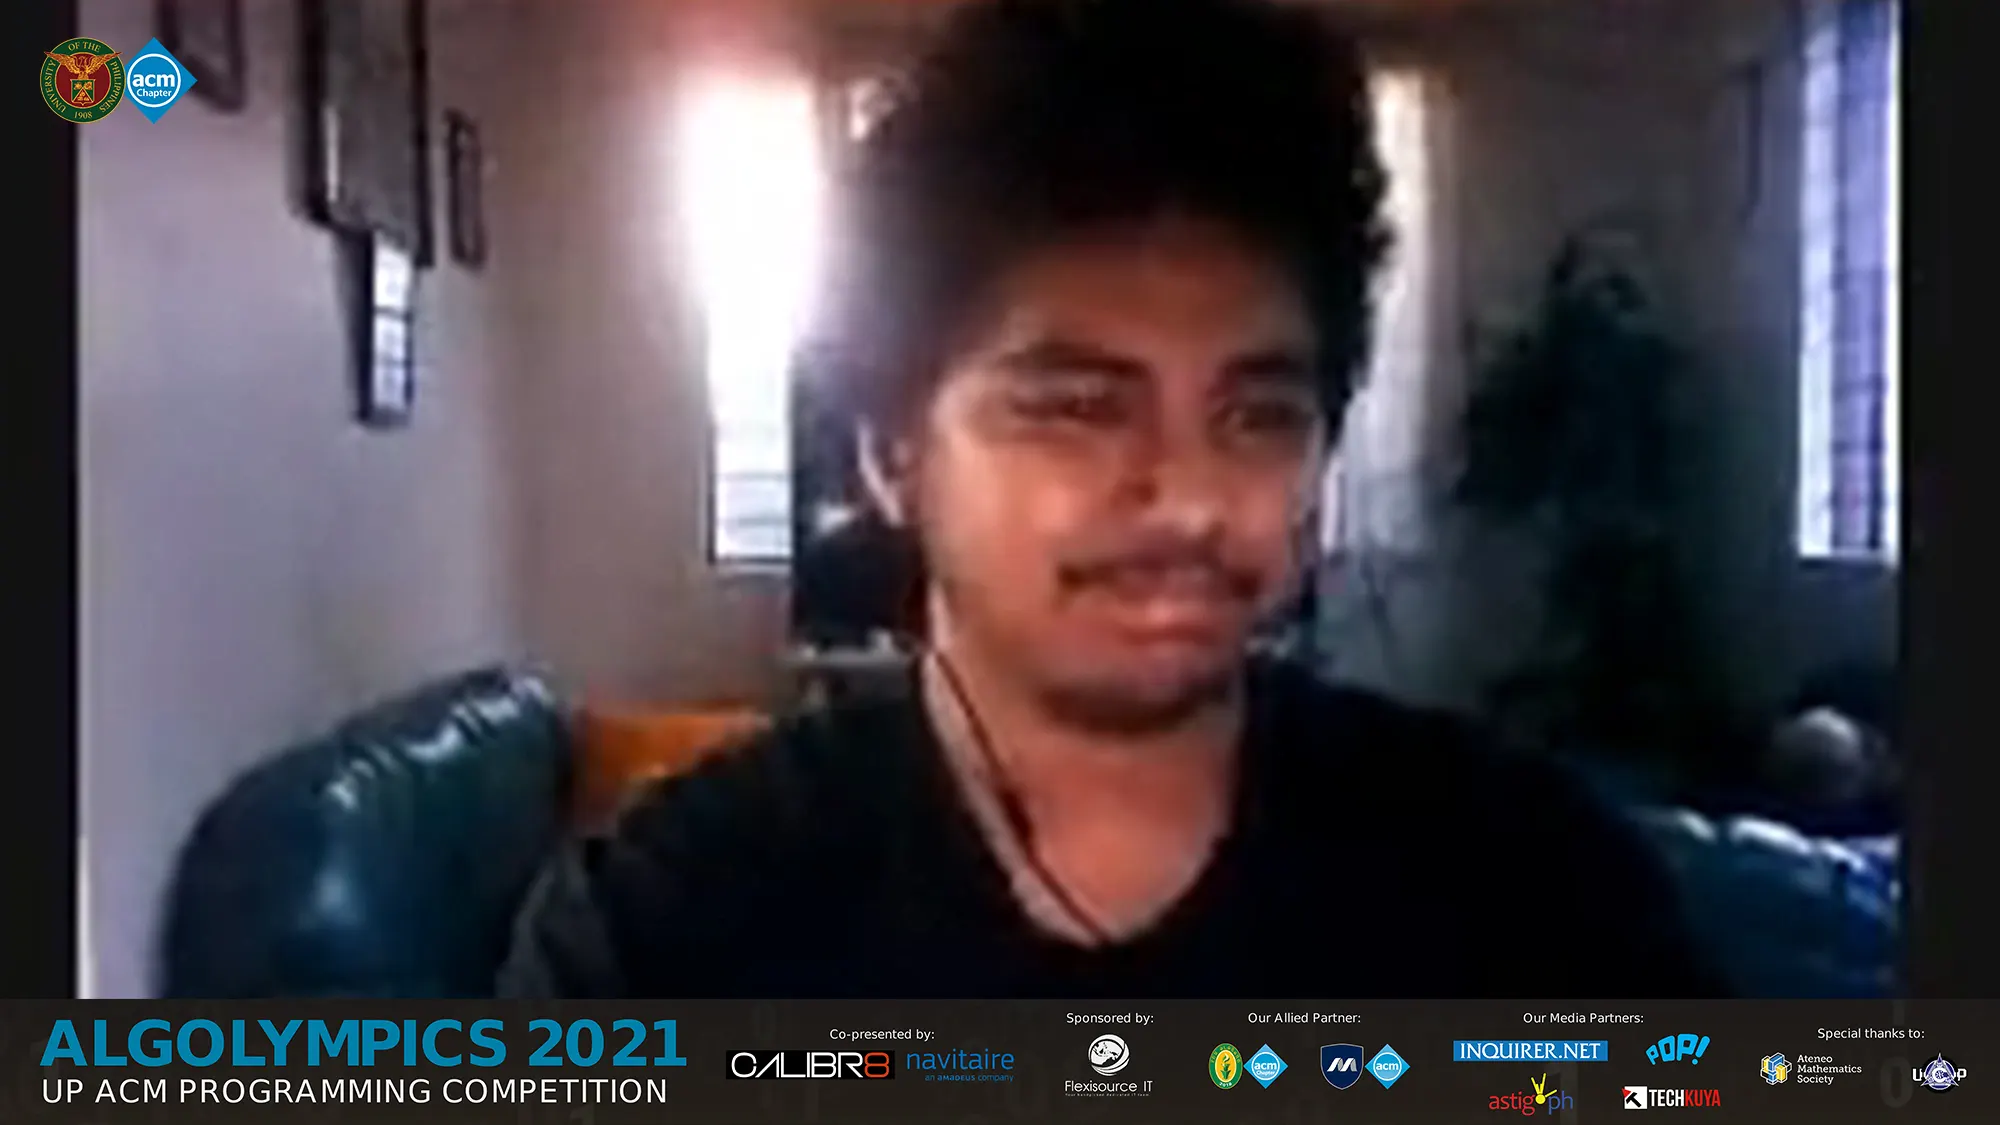 UNIVERSITY OF THE PHILIPPINES
1908
acm
Chapter
ALGOLYMPICS 2021
UP ACM PROGRAMMING COMPETITION
Co-presented by:
CALIBR8
navitaire
an amadeus company
Sponsored by:
Flexisource IT
Our Allied Partner:
acm
Chapter
acm
Our Media Partners:
INQUIRER.NET
POP!
astig.ph
TECHKUYA
Special thanks to:
Ateneo
Mathematics
Society